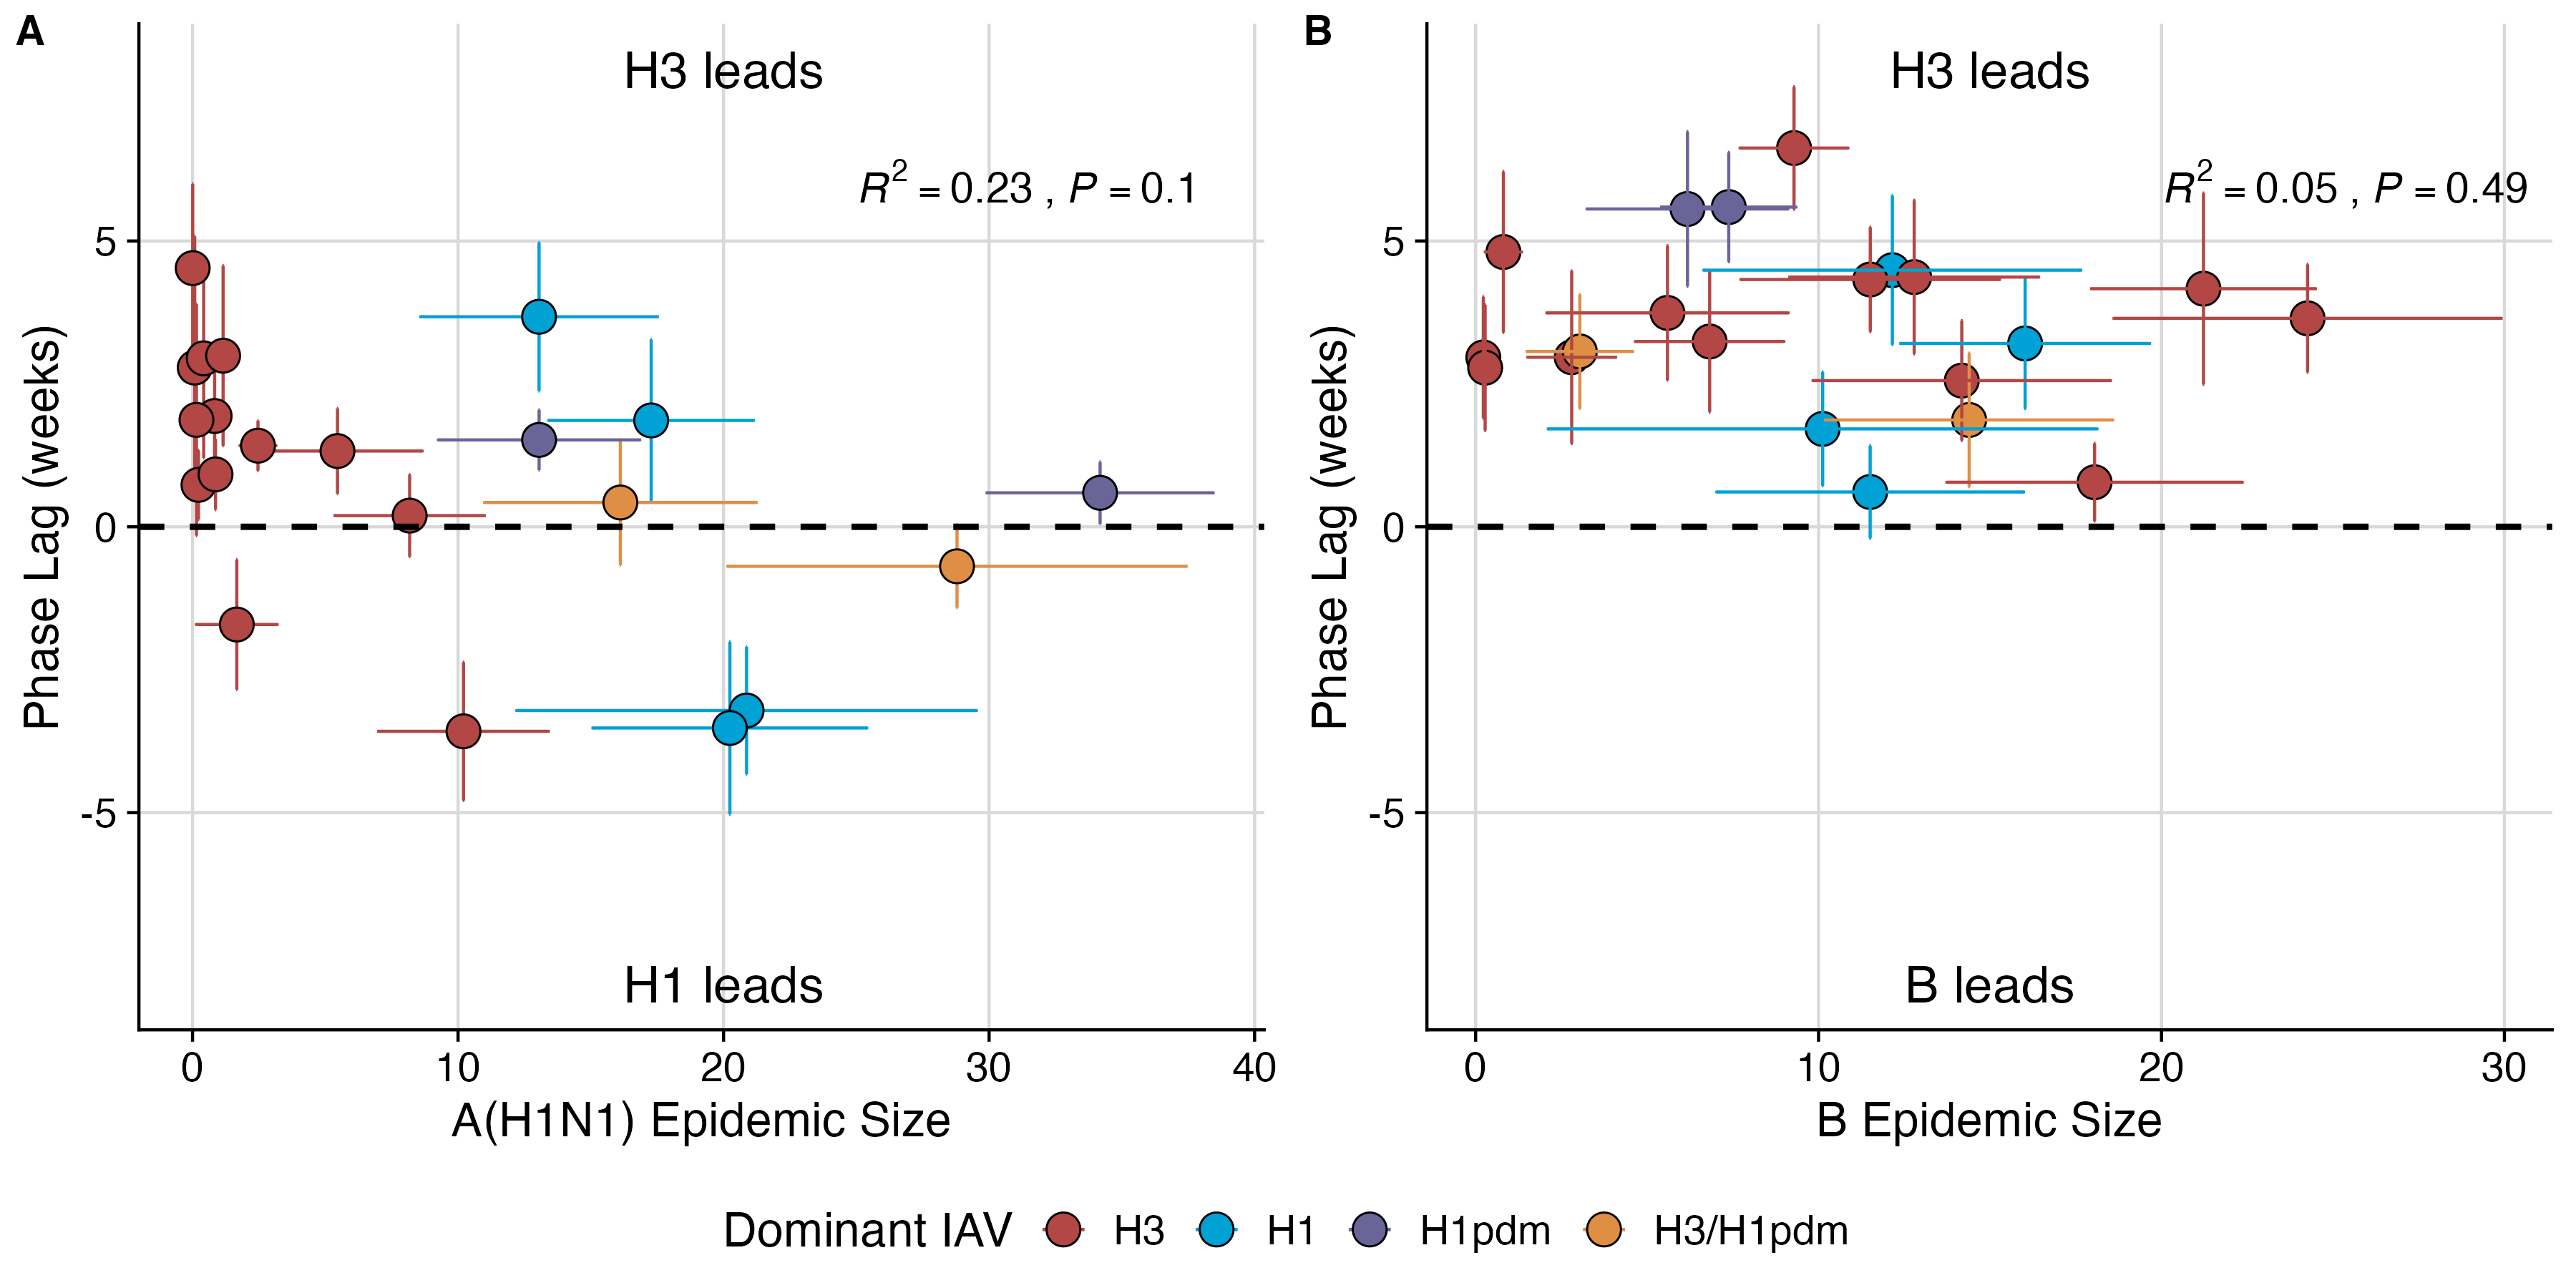 A
H3 leads
R2 = 0.23 , P = 0.1
5
0
-5
Phase Lag (weeks)
H1 leads
0 10 20 30 40
A(H1N1) Epidemic Size
B
H3 leads
R2 = 0.05 , P = 0.49
5
0
-5
Phase Lag (weeks)
B leads
0 10 20 30
B Epidemic Size
Dominant IAV H3 H1 H1pdm H3/H1pdm